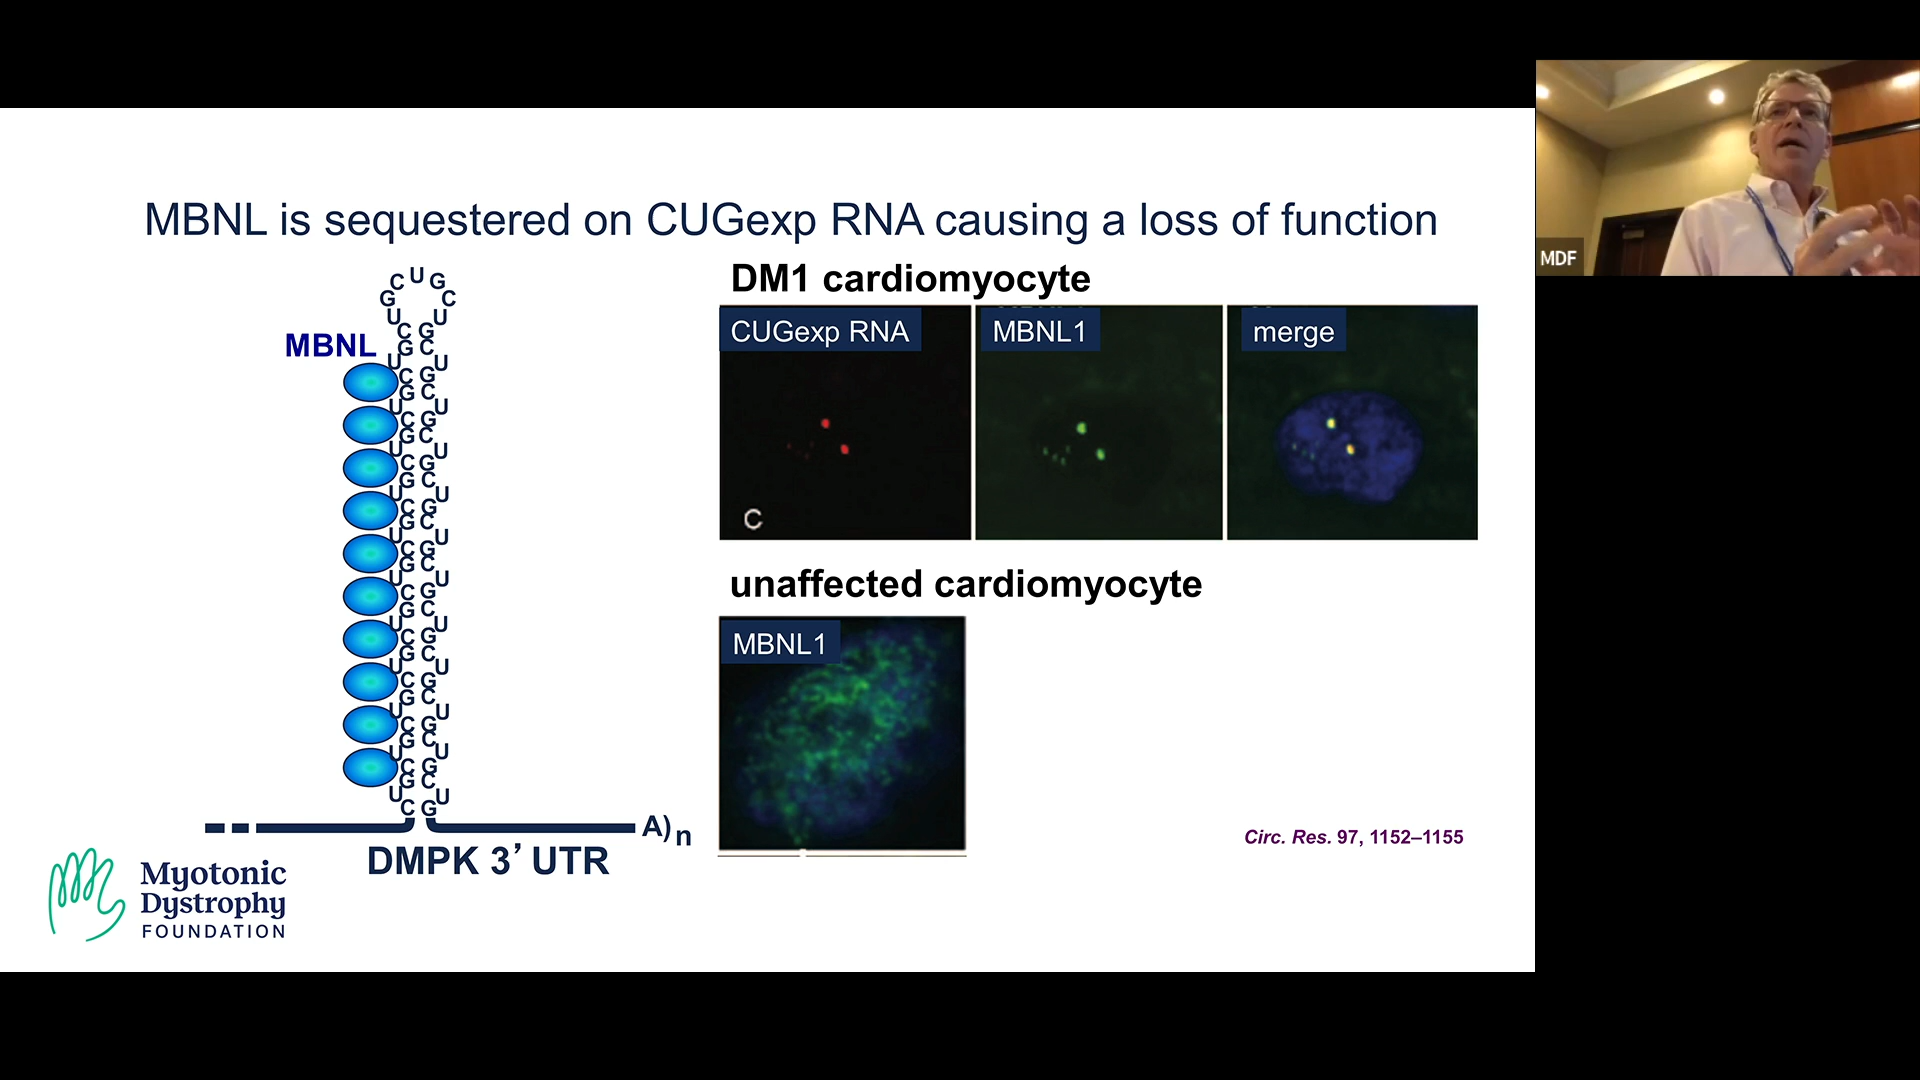 MBNL is sequestered on CUGexp RNA causing a loss of function
MBNL
C U G
G C
U U
C G
G C
U U
C G
G C
U U
C G
G C
U U
C G
G C
U U
C G
G C
U U
C G
G C
U U
C G
G C
U U
C G
G C
U U
C G
G C
U U
C G
G C
U U
C G
G C
U U
C G
A)n
DMPK 3’ UTR
DM1 cardiomyocyte
CUGexp RNA
MBNL1
merge
C
unaffected cardiomyocyte
MBNL1
Circ. Res. 97, 1152–1155
Myotonic
Dystrophy
FOUNDATION
MDF